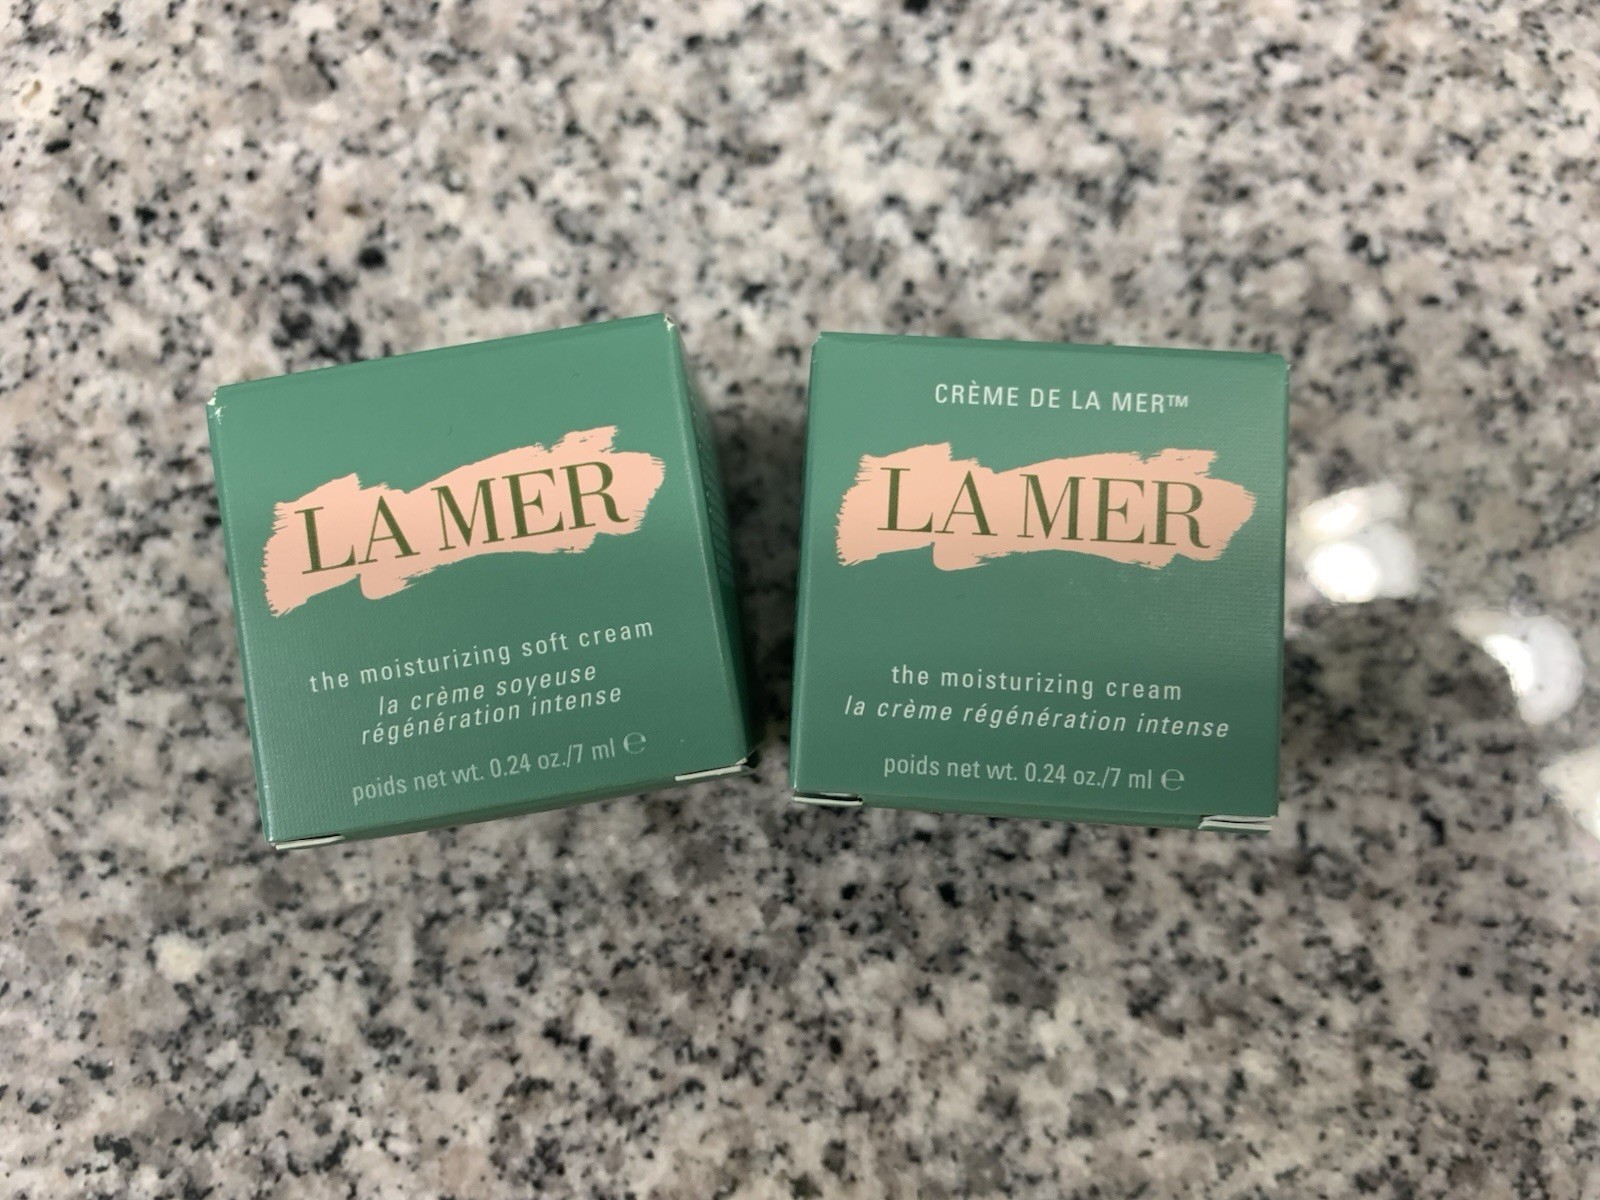 LA MER
the moisturizing soft cream
la crème soyeuse
régénération intense
poids net wt. 0.24 oz./7 ml ℮
CRÈME DE LA MER™
LA MER
the moisturizing cream
la crème régénération intense
poids net wt. 0.24 oz./7 ml ℮